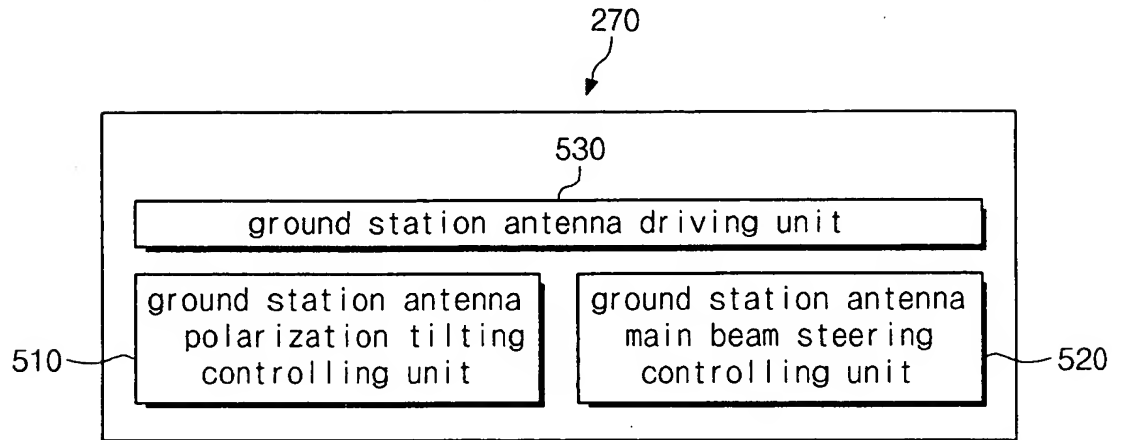 270
530
ground station antenna driving unit
ground station antenna
polarization tilting
controlling unit
ground station antenna
main beam steering
controlling unit
510
520